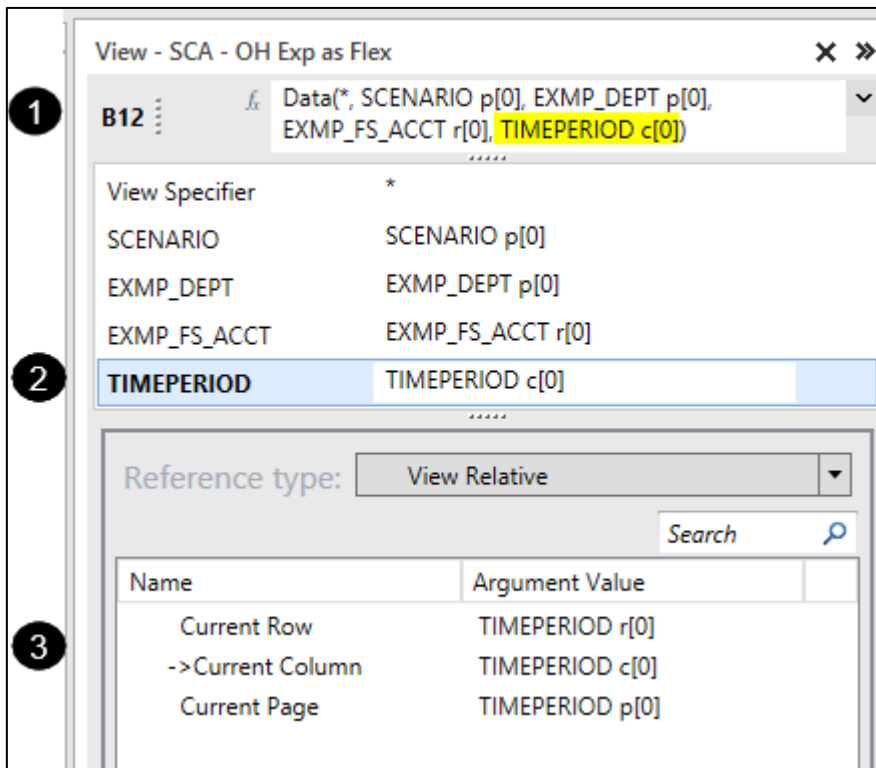 View - SCA - OH Exp as Flex
1
B12 fx Data(*, SCENARIO p[0], EXMP_DEPT p[0],
EXMP_FS_ACCT r[0], TIMEPERIOD c[0])
View Specifier *
SCENARIO SCENARIO p[0]
EXMP_DEPT EXMP_DEPT p[0]
EXMP_FS_ACCT EXMP_FS_ACCT r[0]
2 TIMEPERIOD TIMEPERIOD c[0]
Reference type: View Relative
Search
Name Argument Value
Current Row TIMEPERIOD r[0]
3 ->Current Column TIMEPERIOD c[0]
Current Page TIMEPERIOD p[0]